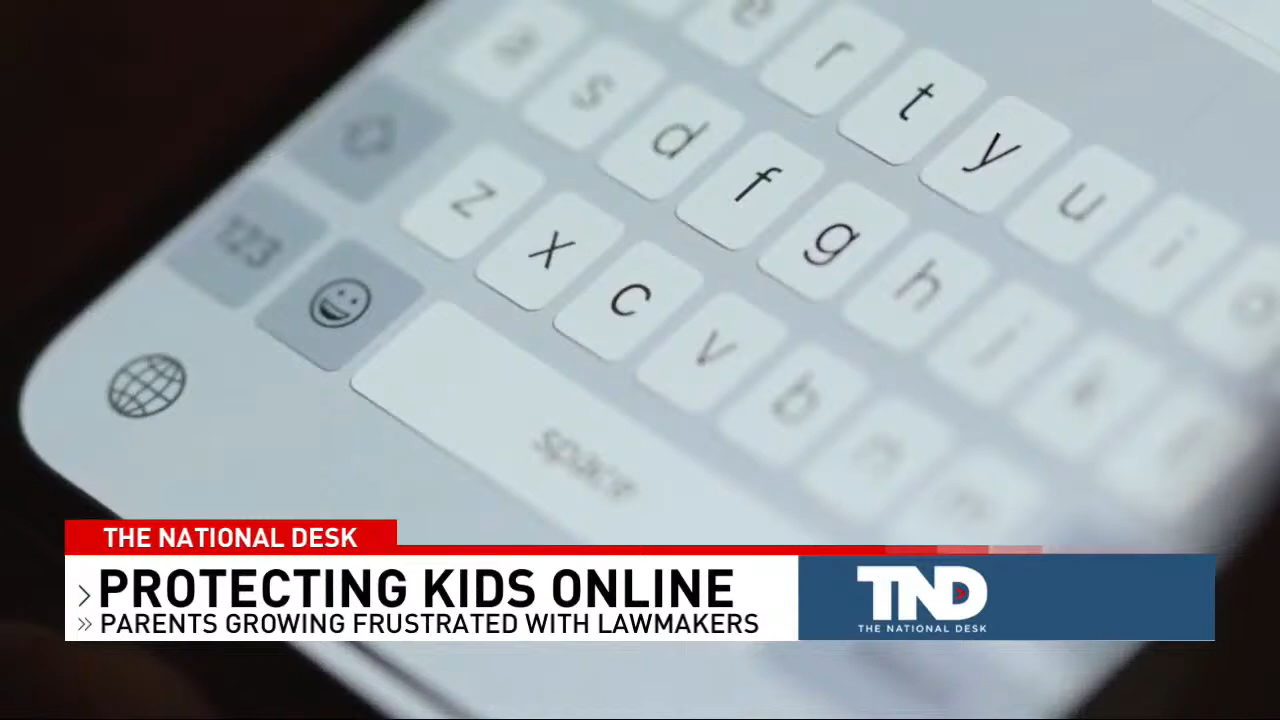 e r t y u i o
a s d f g h j k l
z x c v b n m
123
space
THE NATIONAL DESK
PROTECTING KIDS ONLINE
PARENTS GROWING FRUSTRATED WITH LAWMAKERS
TND
THE NATIONAL DESK